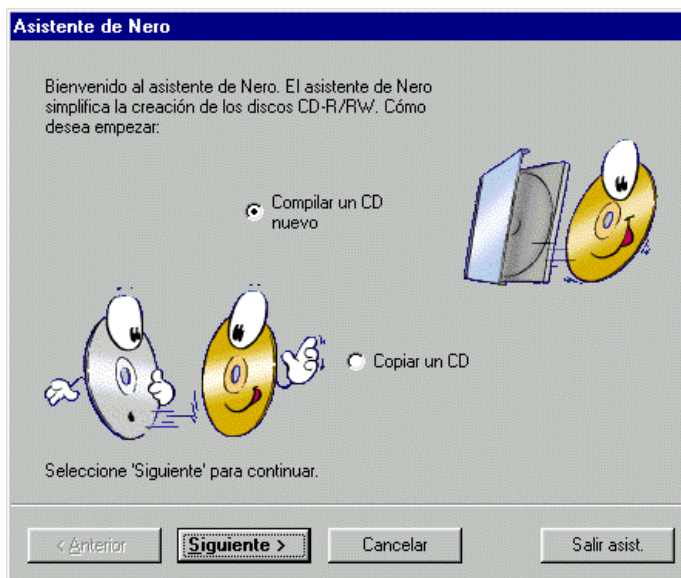 Asistente de Nero
Bienvenido al asistente de Nero. El asistente de Nero
simplifica la creación de los discos CD-R/RW. Cómo
desea empezar:
Compilar un CD
nuevo
Copiar un CD
Seleccione 'Siguiente' para continuar.
< Anterior
Siguiente >
Cancelar
Salir asist.